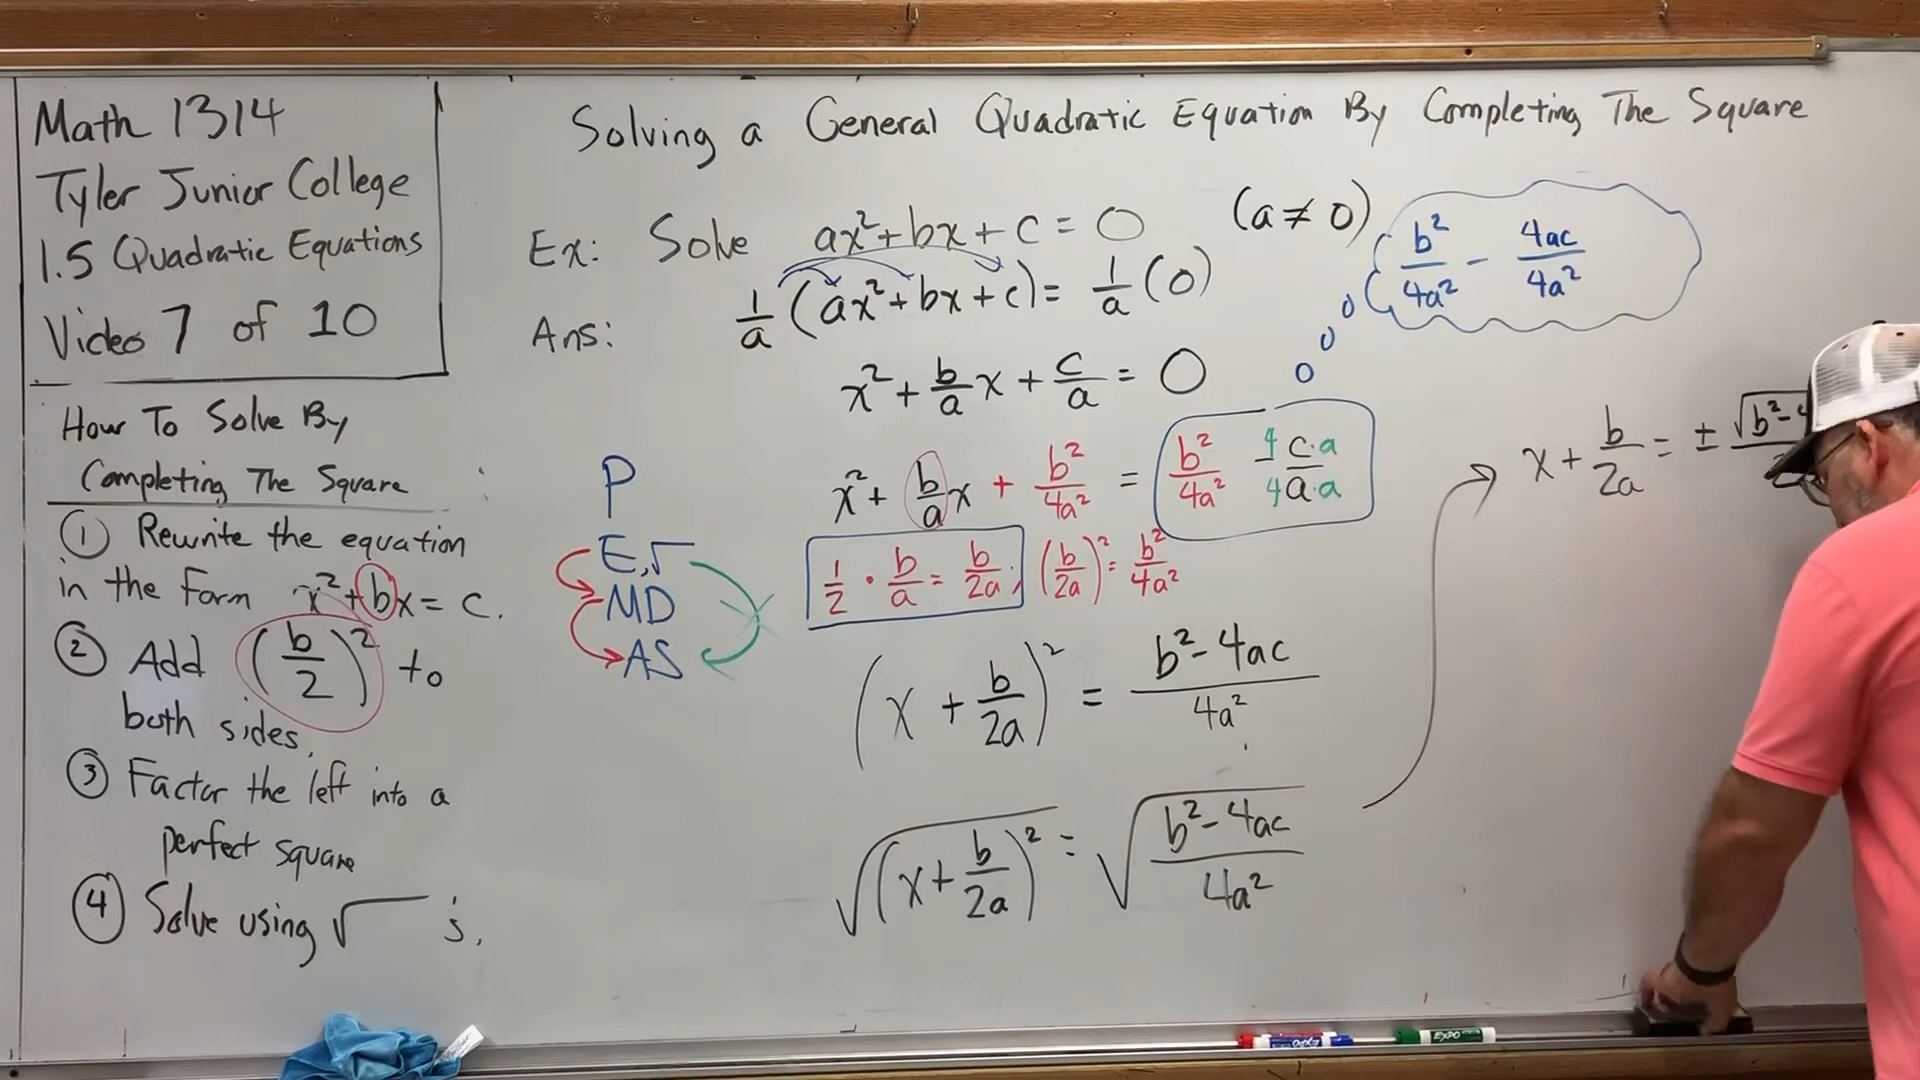 Math 1314
Tyler Junior College
1.5 Quadratic Equations
Video 7 of 10
How To Solve By
Completing The Square
① Rewrite the equation
in the form x²+bx = c.
② Add (b/2)² to
both sides.
③ Factor the left into a
perfect square
④ Solve using √ 's.
Solving a General Quadratic Equation By Completing The Square
Ex: Solve ax²+bx+c = 0 (a ≠ 0)
Ans: 1/a (ax²+bx+c) = 1/a (0)
x² + b/a x + c/a = 0
b²/4a² - 4ac/4a²
P
E,√
MD
AS
x² + b/a x + b²/4a² = b²/4a² - 4c·a/4a·a
1/2 · b/a = b/2a; (b/2a)² = b²/4a²
(x + b/2a)² = b²-4ac/4a²
√(x+b/2a)² = √b²-4ac/4a²
x + b/2a = ± √b²-4
EXPO
EXPO